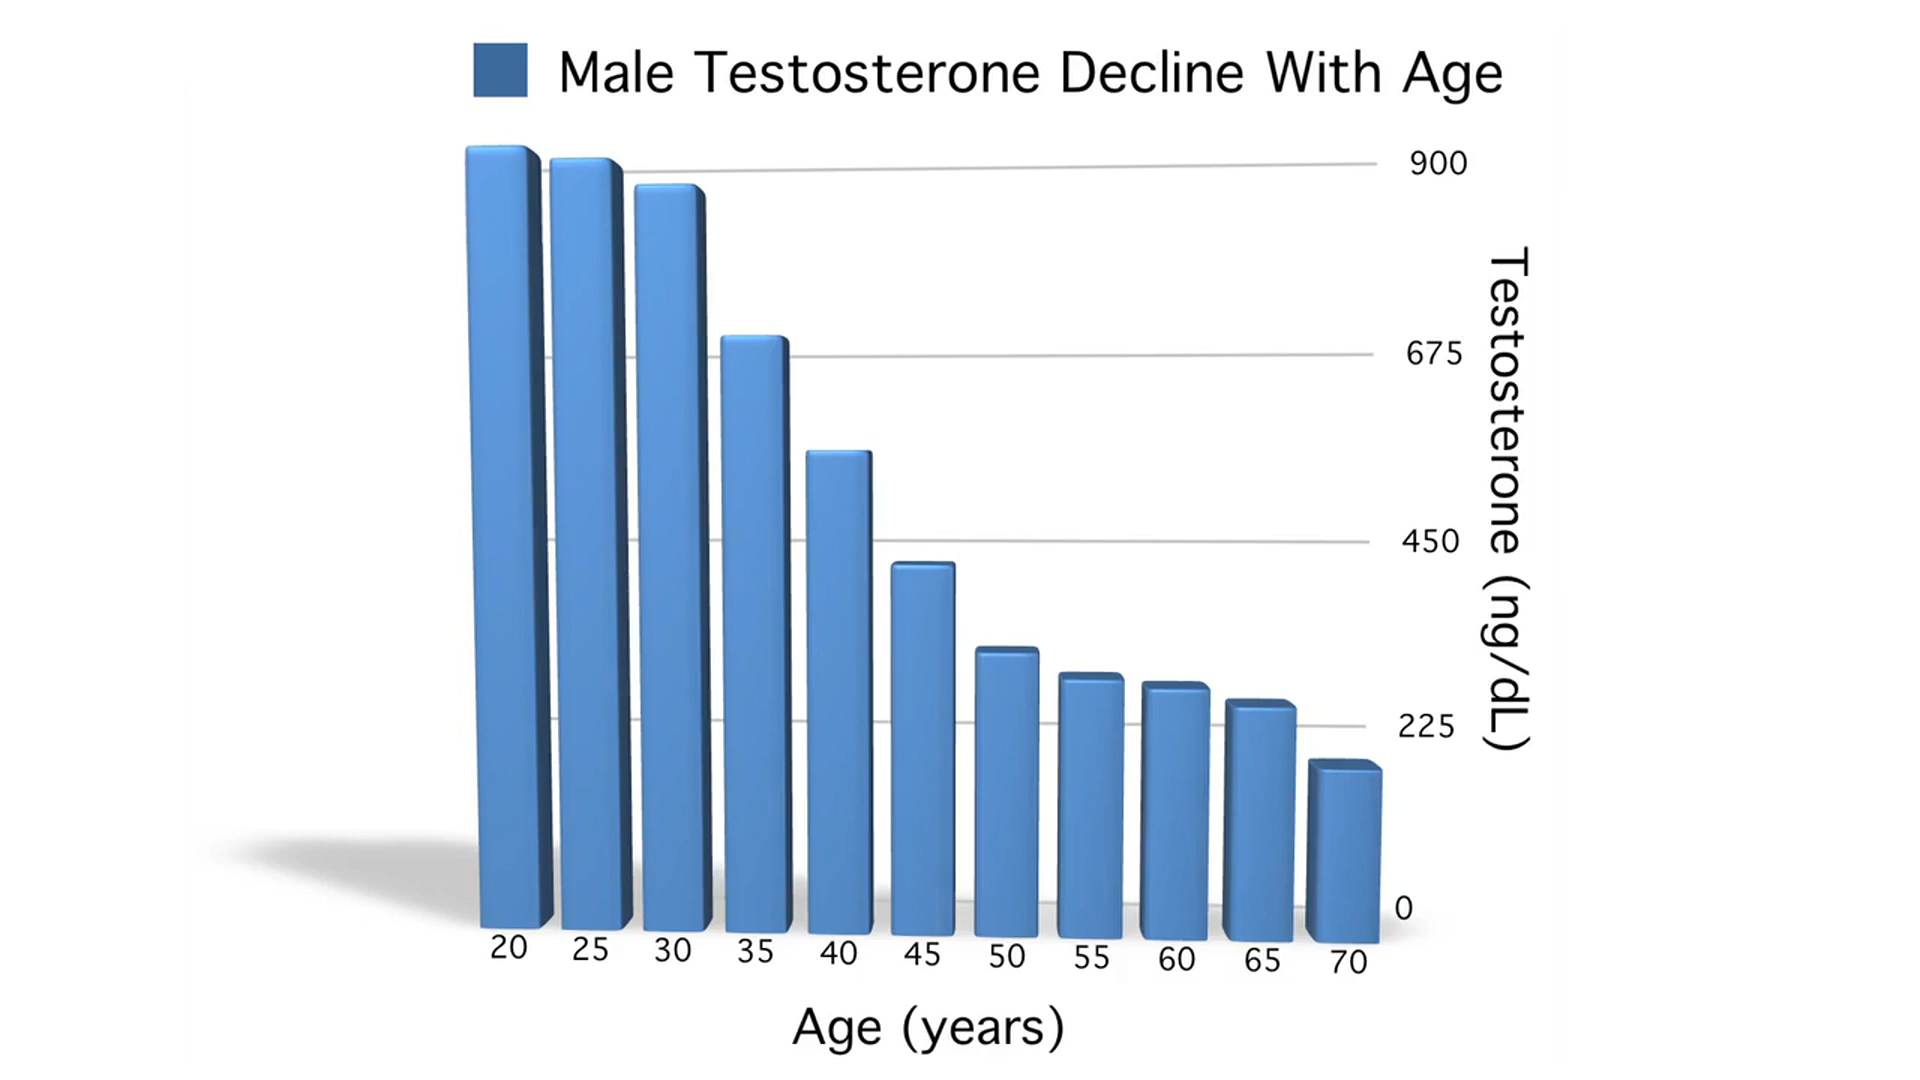 Male Testosterone Decline With Age
900
675
450
225
0
Testosterone (ng/dL)
20 25 30 35 40 45 50 55 60 65 70
Age (years)